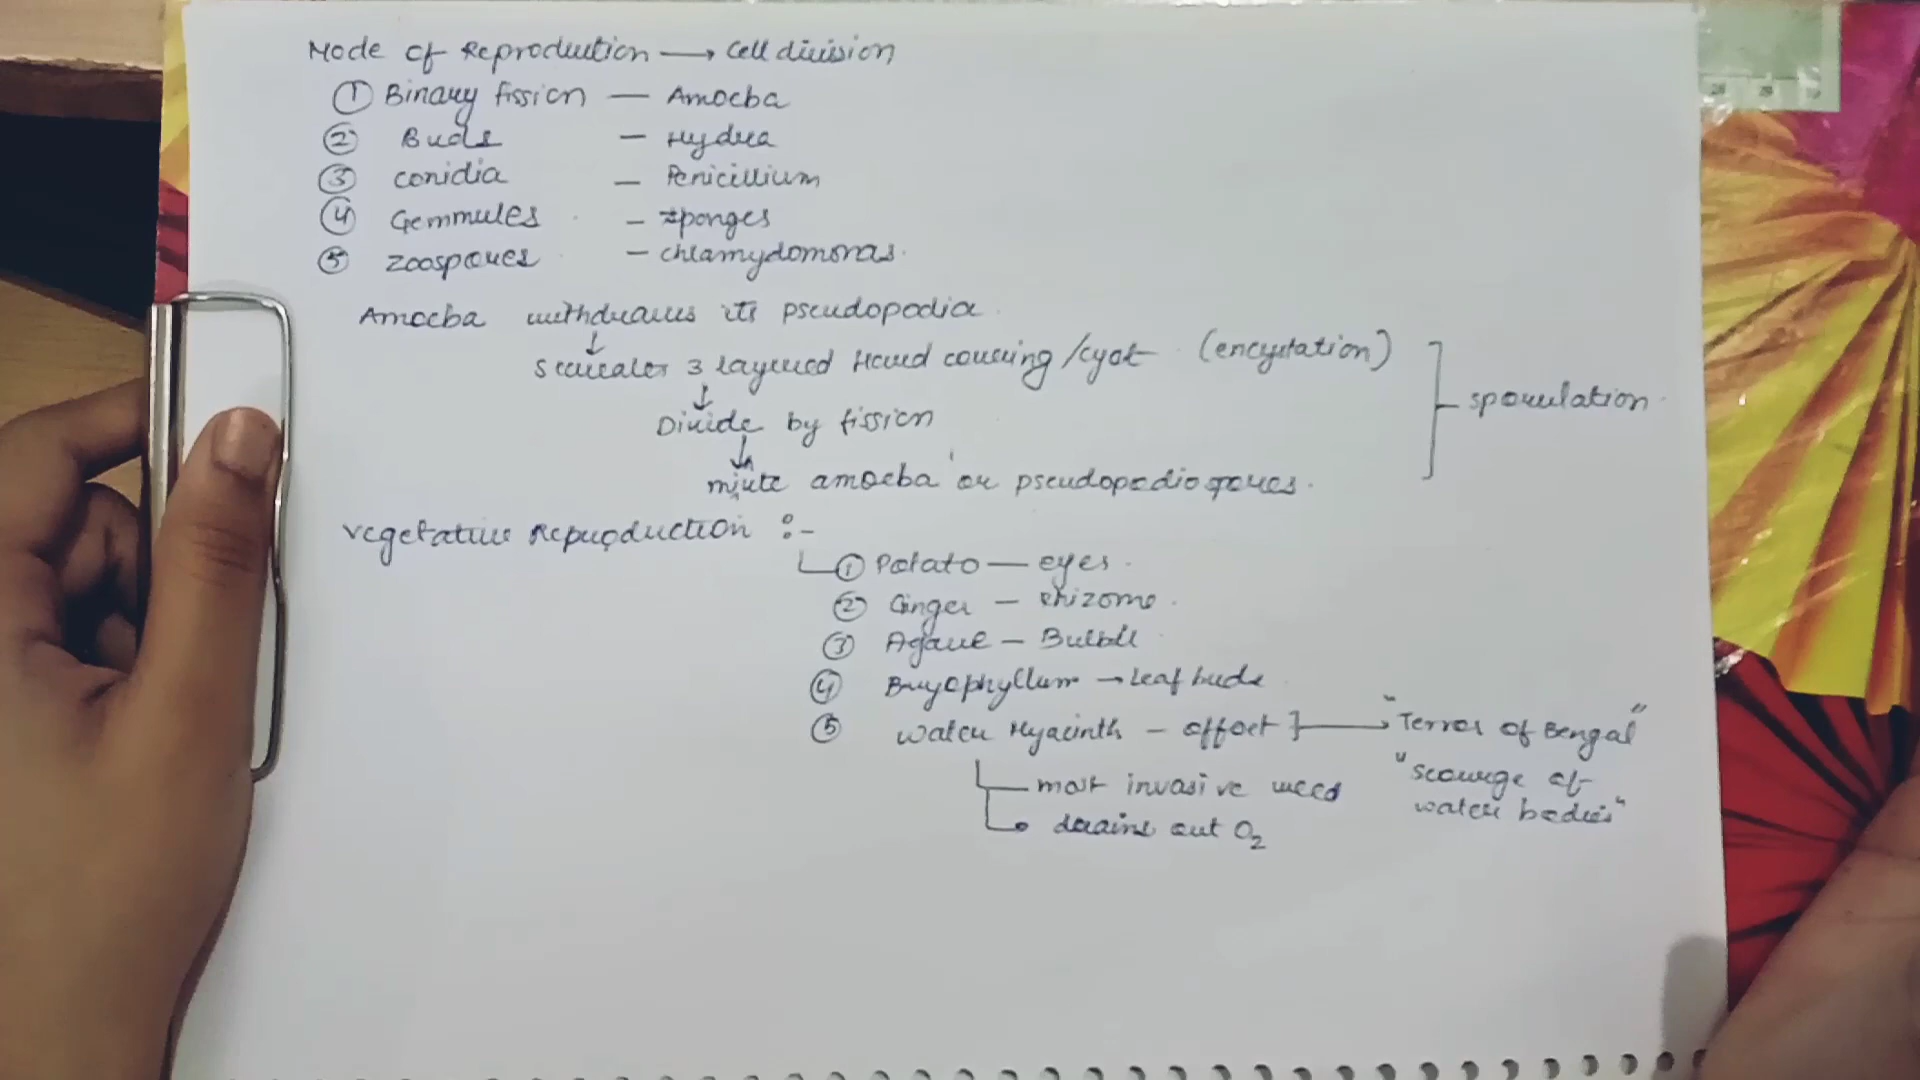 Mode of Reproduction → cell division
① Binary fission — Amoeba
② Buds — Hydra
③ conidia — Penicillium
④ Gemmules — sponges
⑤ zoospores — chlamydomonas.
Amoeba withdraws its pseudopodia
↓
secreates 3 layered Hard covering /cyst (encystation)
↓
Divide by fission
↓
minute amoeba or pseudopodiospores.
] sporulation
vegetative Reproduction :-
① Potato — eyes.
② Ginger — rhizome.
③ Agave — Bulbil
④ Bryophyllum → Leaf buds
⑤ water Hyacinth — offset } → "Terror of Bengal"
"scourge of water bodies"
most invasive weed
drains out O₂